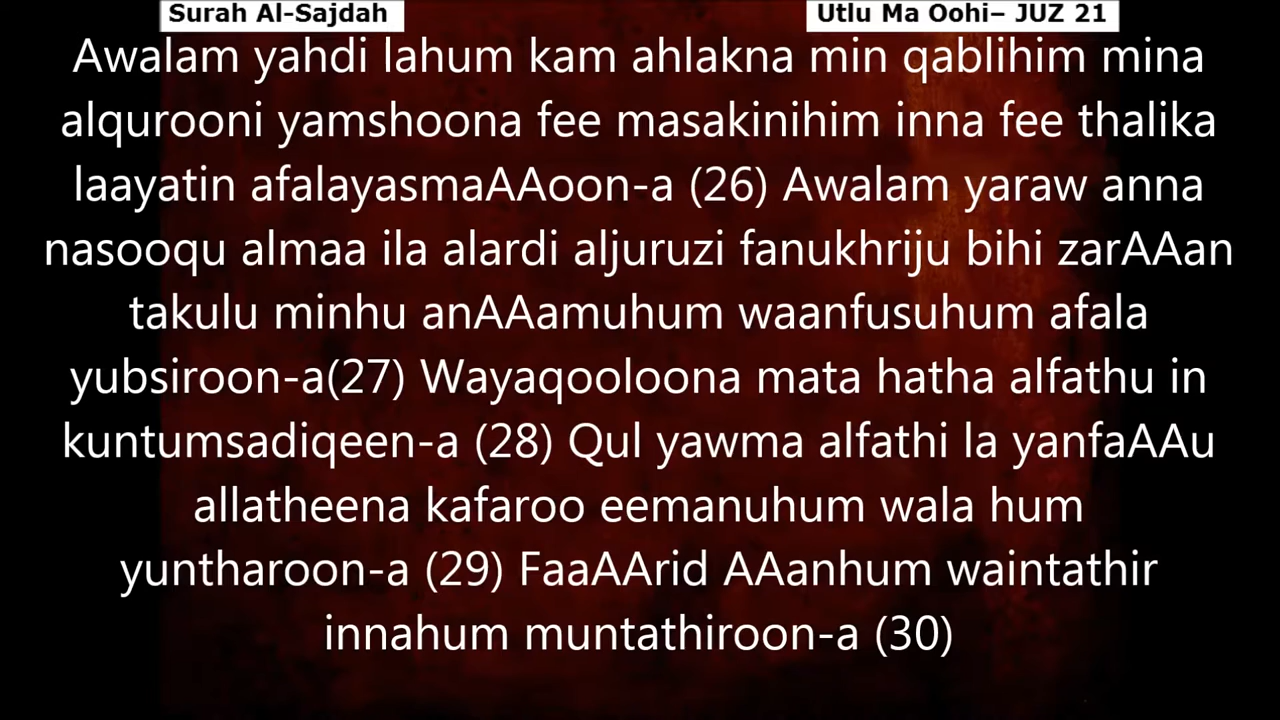 Surah Al-Sajdah
Utlu Ma Oohi– JUZ 21
Awalam yahdi lahum kam ahlakna min qablihim mina
alqurooni yamshoona fee masakinihim inna fee thalika
laayatin afalayasmaAAoon-a (26) Awalam yaraw anna
nasooqu almaa ila alardi aljuruzi fanukhriju bihi zarAAan
takulu minhu anAAamuhum waanfusuhum afala
yubsiroon-a(27) Wayaqooloona mata hatha alfathu in
kuntumsadiqeen-a (28) Qul yawma alfathi la yanfaAAu
allatheena kafaroo eemanuhum wala hum
yuntharoon-a (29) FaaAArid AAanhum waintathir
innahum muntathiroon-a (30)